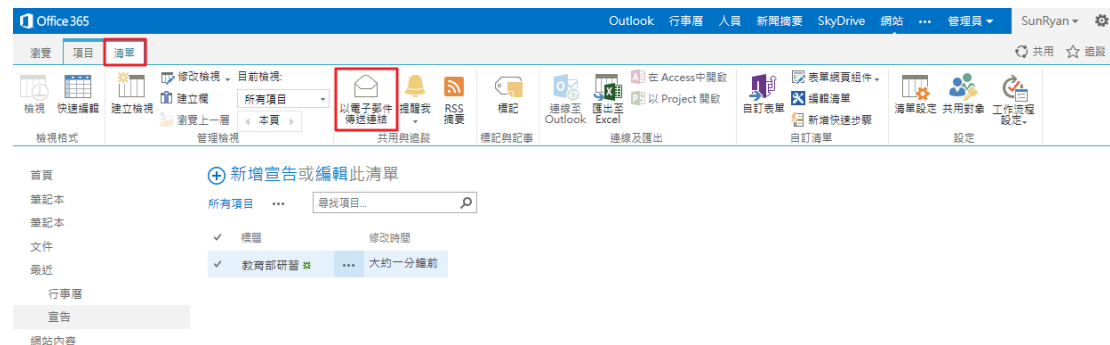 Office 365 Outlook 行事曆 人員 新聞摘要 SkyDrive 網站 ••• 管理員 SunRyan
瀏覽 項目 清單 共用 追蹤
檢視 快速編輯 建立檢視 修改檢視 目前檢視:
建立欄 所有項目
瀏覽上一層 本頁
以電子郵件傳送連結 提醒我 RSS 摘要
標記
連線至 Outlook 匯出至 Excel 在 Access中開啟
以 Project 開啟
自訂表單 表單網頁組件
編輯清單
新增快速步驟
清單設定 共用對象 工作流程設定
檢視格式 管理檢視 共用與追蹤 標記與記事 連線及匯出 自訂清單 設定
首頁
筆記本
筆記本
文件
最近
行事曆
宣告
網站內容
新增宣告或編輯此清單
所有項目 ••• 尋找項目...
標題 修改時間
教育部研習 ••• 大約一分鐘前